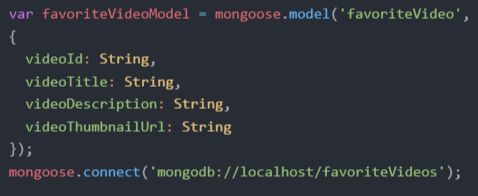 var favoriteVideoModel = mongoose.model('favoriteVideo',
{
  videoId: String,
  videoTitle: String,
  videoDescription: String,
  videoThumbnailUrl: String
});
mongoose.connect('mongodb://localhost/favoriteVideos');